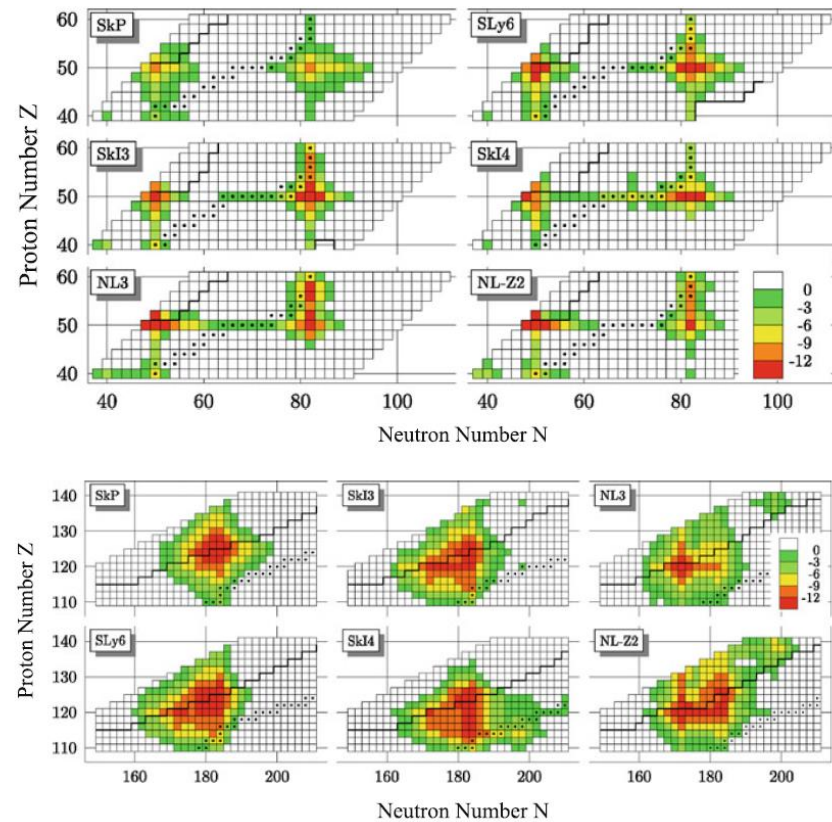 SkP SLy6
60
50
40
SkI3 SkI4
60
50
40
NL3 NL-Z2
60
50
40
0
-3
-6
-9
-12
40 60 80 100 40 60 80 100
Proton Number Z
Neutron Number N
SkP SkI3 NL3
140
130
120
110
0
-3
-6
-9
-12
SLy6 SkI4 NL-Z2
140
130
120
110
160 180 200 160 180 200 160 180 200
Proton Number Z
Neutron Number N